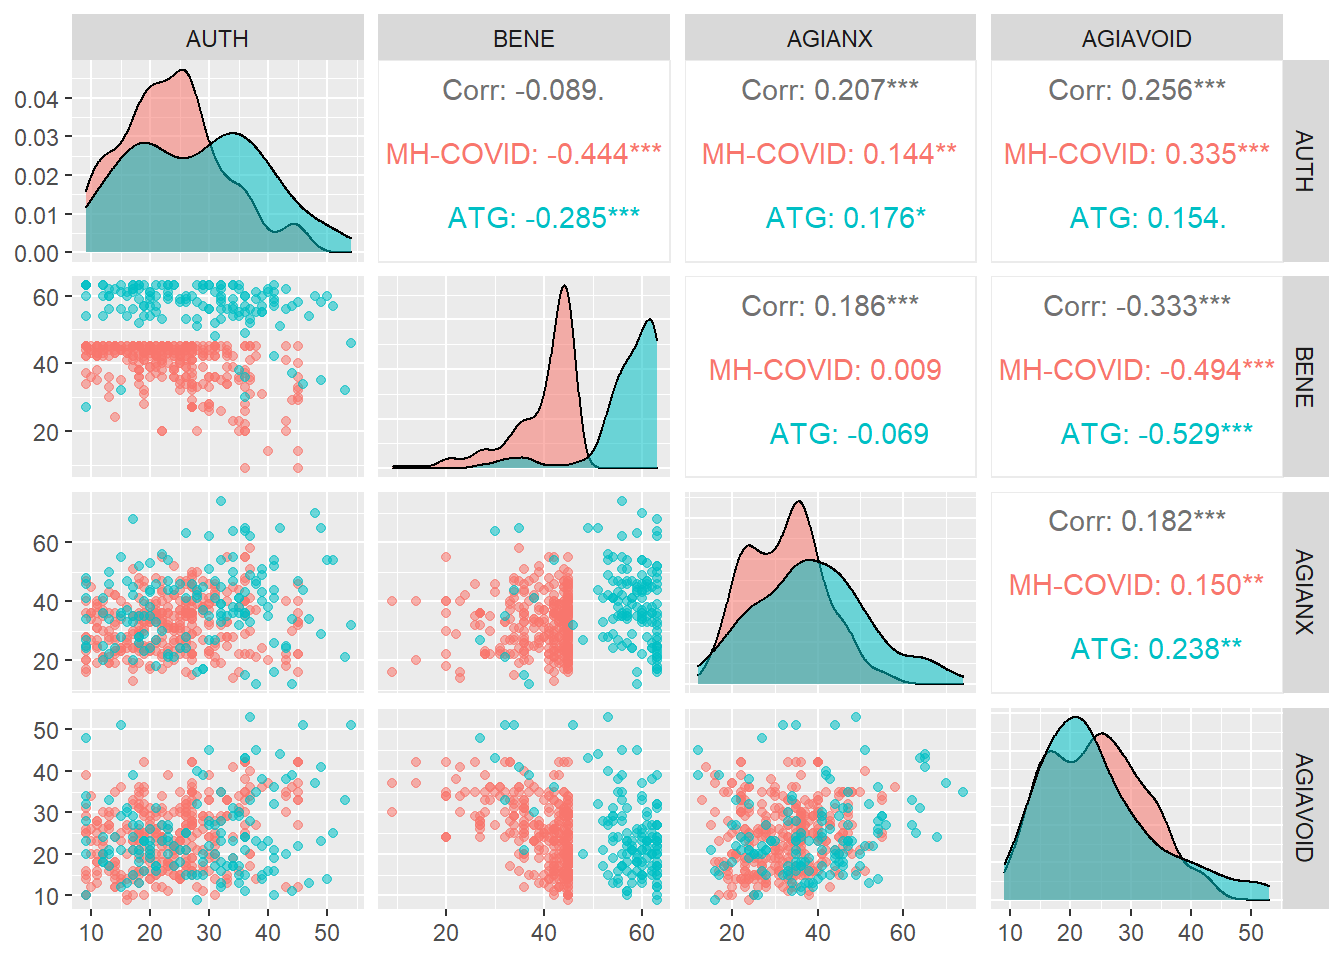 AUTH BENE AGIANX AGIAVOID
0.04
0.03
0.02
0.01
0.00
Corr: -0.089.
MH-COVID: -0.444***
ATG: -0.285***
Corr: 0.207***
MH-COVID: 0.144**
ATG: 0.176*
Corr: 0.256***
MH-COVID: 0.335***
ATG: 0.154.
AUTH
60
40
20
Corr: 0.186***
MH-COVID: 0.009
ATG: -0.069
Corr: -0.333***
MH-COVID: -0.494***
ATG: -0.529***
BENE
60
40
20
Corr: 0.182***
MH-COVID: 0.150**
ATG: 0.238**
AGIANX
50
40
30
20
10
AGIAVOID
10 20 30 40 50 20 40 60 20 40 60 10 20 30 40 50